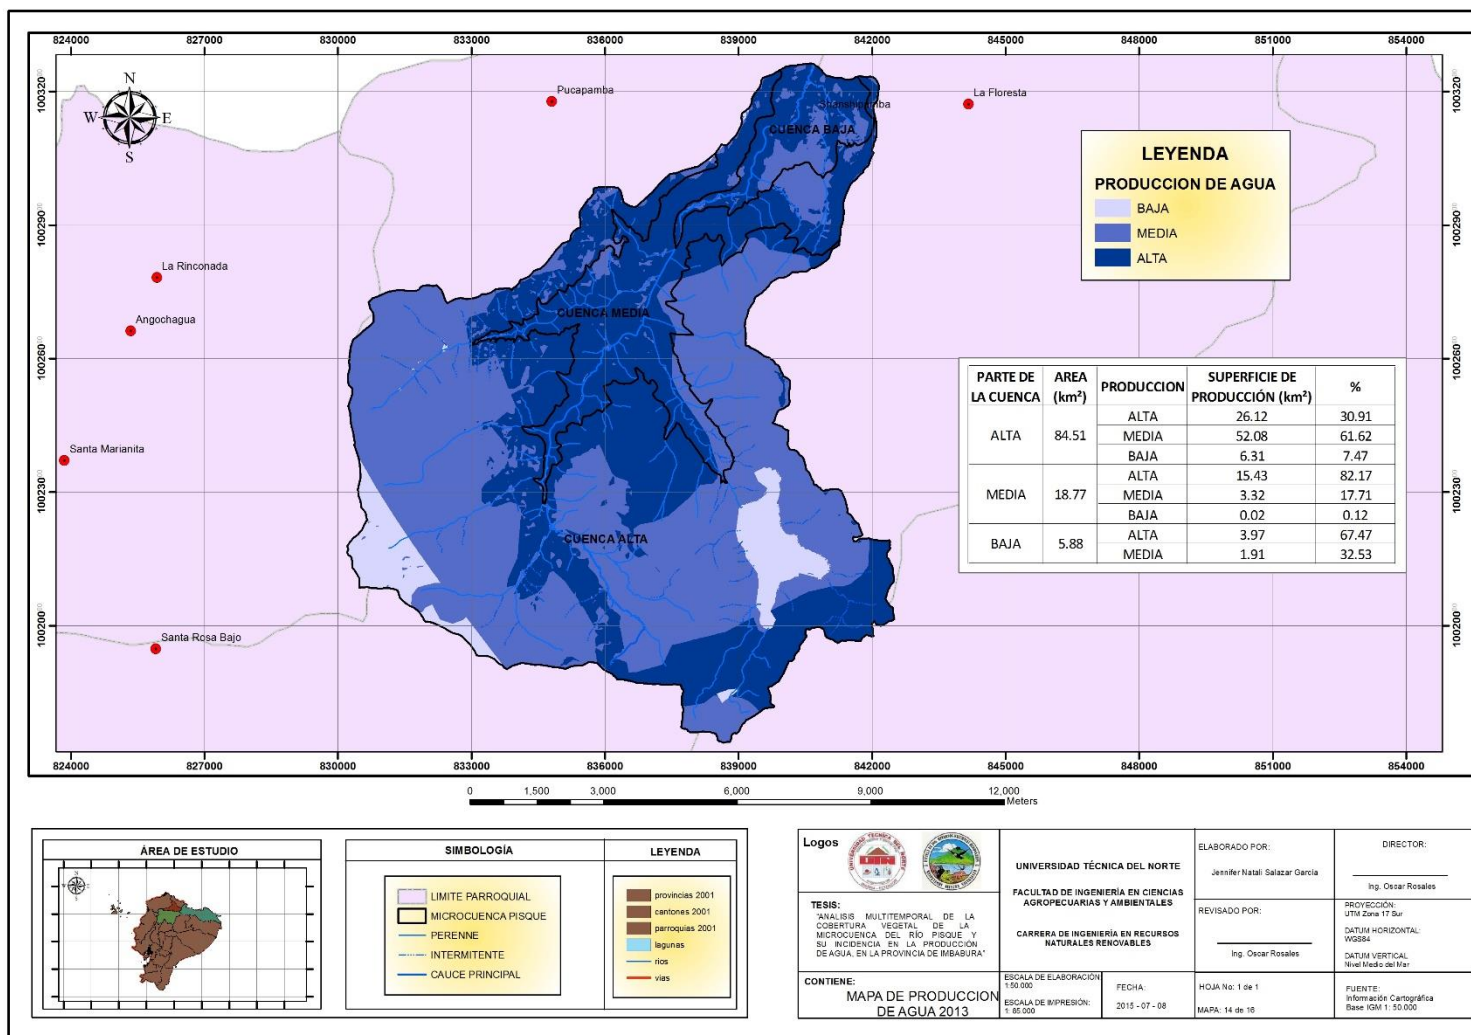 824000 827000 830000 833000 836000 839000 842000 845000 848000 851000 854000
N
W E
S
Pucapamba
La Floresta
CUENCA BAJA
LEYENDA
PRODUCCION DE AGUA
BAJA
MEDIA
ALTA
La Rinconada
Angochagua
CUENCA MEDIA
Santa Marianita
CUENCA ALTA
Santa Rosa Bajo
PARTE DE LA CUENCA AREA (km²) PRODUCCION SUPERFICIE DE PRODUCCIÓN (km²) %
ALTA 84.51 ALTA 26.12 30.91
MEDIA 52.08 61.62
BAJA 6.31 7.47
MEDIA 18.77 ALTA 15.43 82.17
MEDIA 3.32 17.71
BAJA 0.02 0.12
BAJA 5.88 ALTA 3.97 67.47
MEDIA 1.91 32.53
824000 827000 830000 833000 836000 839000 842000 845000 848000 851000 854000
0 1,500 3,000 6,000 9,000 12,000
Meters
ÁREA DE ESTUDIO
SIMBOLOGÍA
LIMITE PARROQUIAL
MICROCUENCA PISQUE
PERENNE
INTERMITENTE
CAUCE PRINCIPAL
LEYENDA
provincias 2001
cantones 2001
parroquias 2001
lagunas
rios
vias
Logos
TESIS:
"ANALISIS MULTITEMPORAL DE LA
COBERTURA VEGETAL DE LA
MICROCUENCA DEL RÍO PISQUE Y
SU INCIDENCIA EN LA PRODUCCIÓN
DE AGUA, EN LA PROVINCIA DE IMBABURA"
CONTIENE:
MAPA DE PRODUCCION
DE AGUA 2013
UNIVERSIDAD TÉCNICA DEL NORTE
FACULTAD DE INGENIERÍA EN CIENCIAS
AGROPECUARIAS Y AMBIENTALES
CARRERA DE INGENIERÍA EN RECURSOS
NATURALES RENOVABLES
ESCALA DE ELABORACIÓN:
1:50.000
ESCALA DE IMPRESIÓN:
1: 85.000
FECHA:
2015 - 07 - 08
ELABORADO POR:
Jennifer Natali Salazar García
REVISADO POR:
Ing. Oscar Rosales
HOJA No: 1 de 1
MAPA: 14 de 16
DIRECTOR:
Ing. Oscar Rosales
PROYECCIÓN:
UTM Zona 17 Sur
DATUM HORIZONTAL:
WGS84
DATUM VERTICAL
Nivel Medio del Mar
FUENTE:
Información Cartográfica
Base IGM 1: 50.000